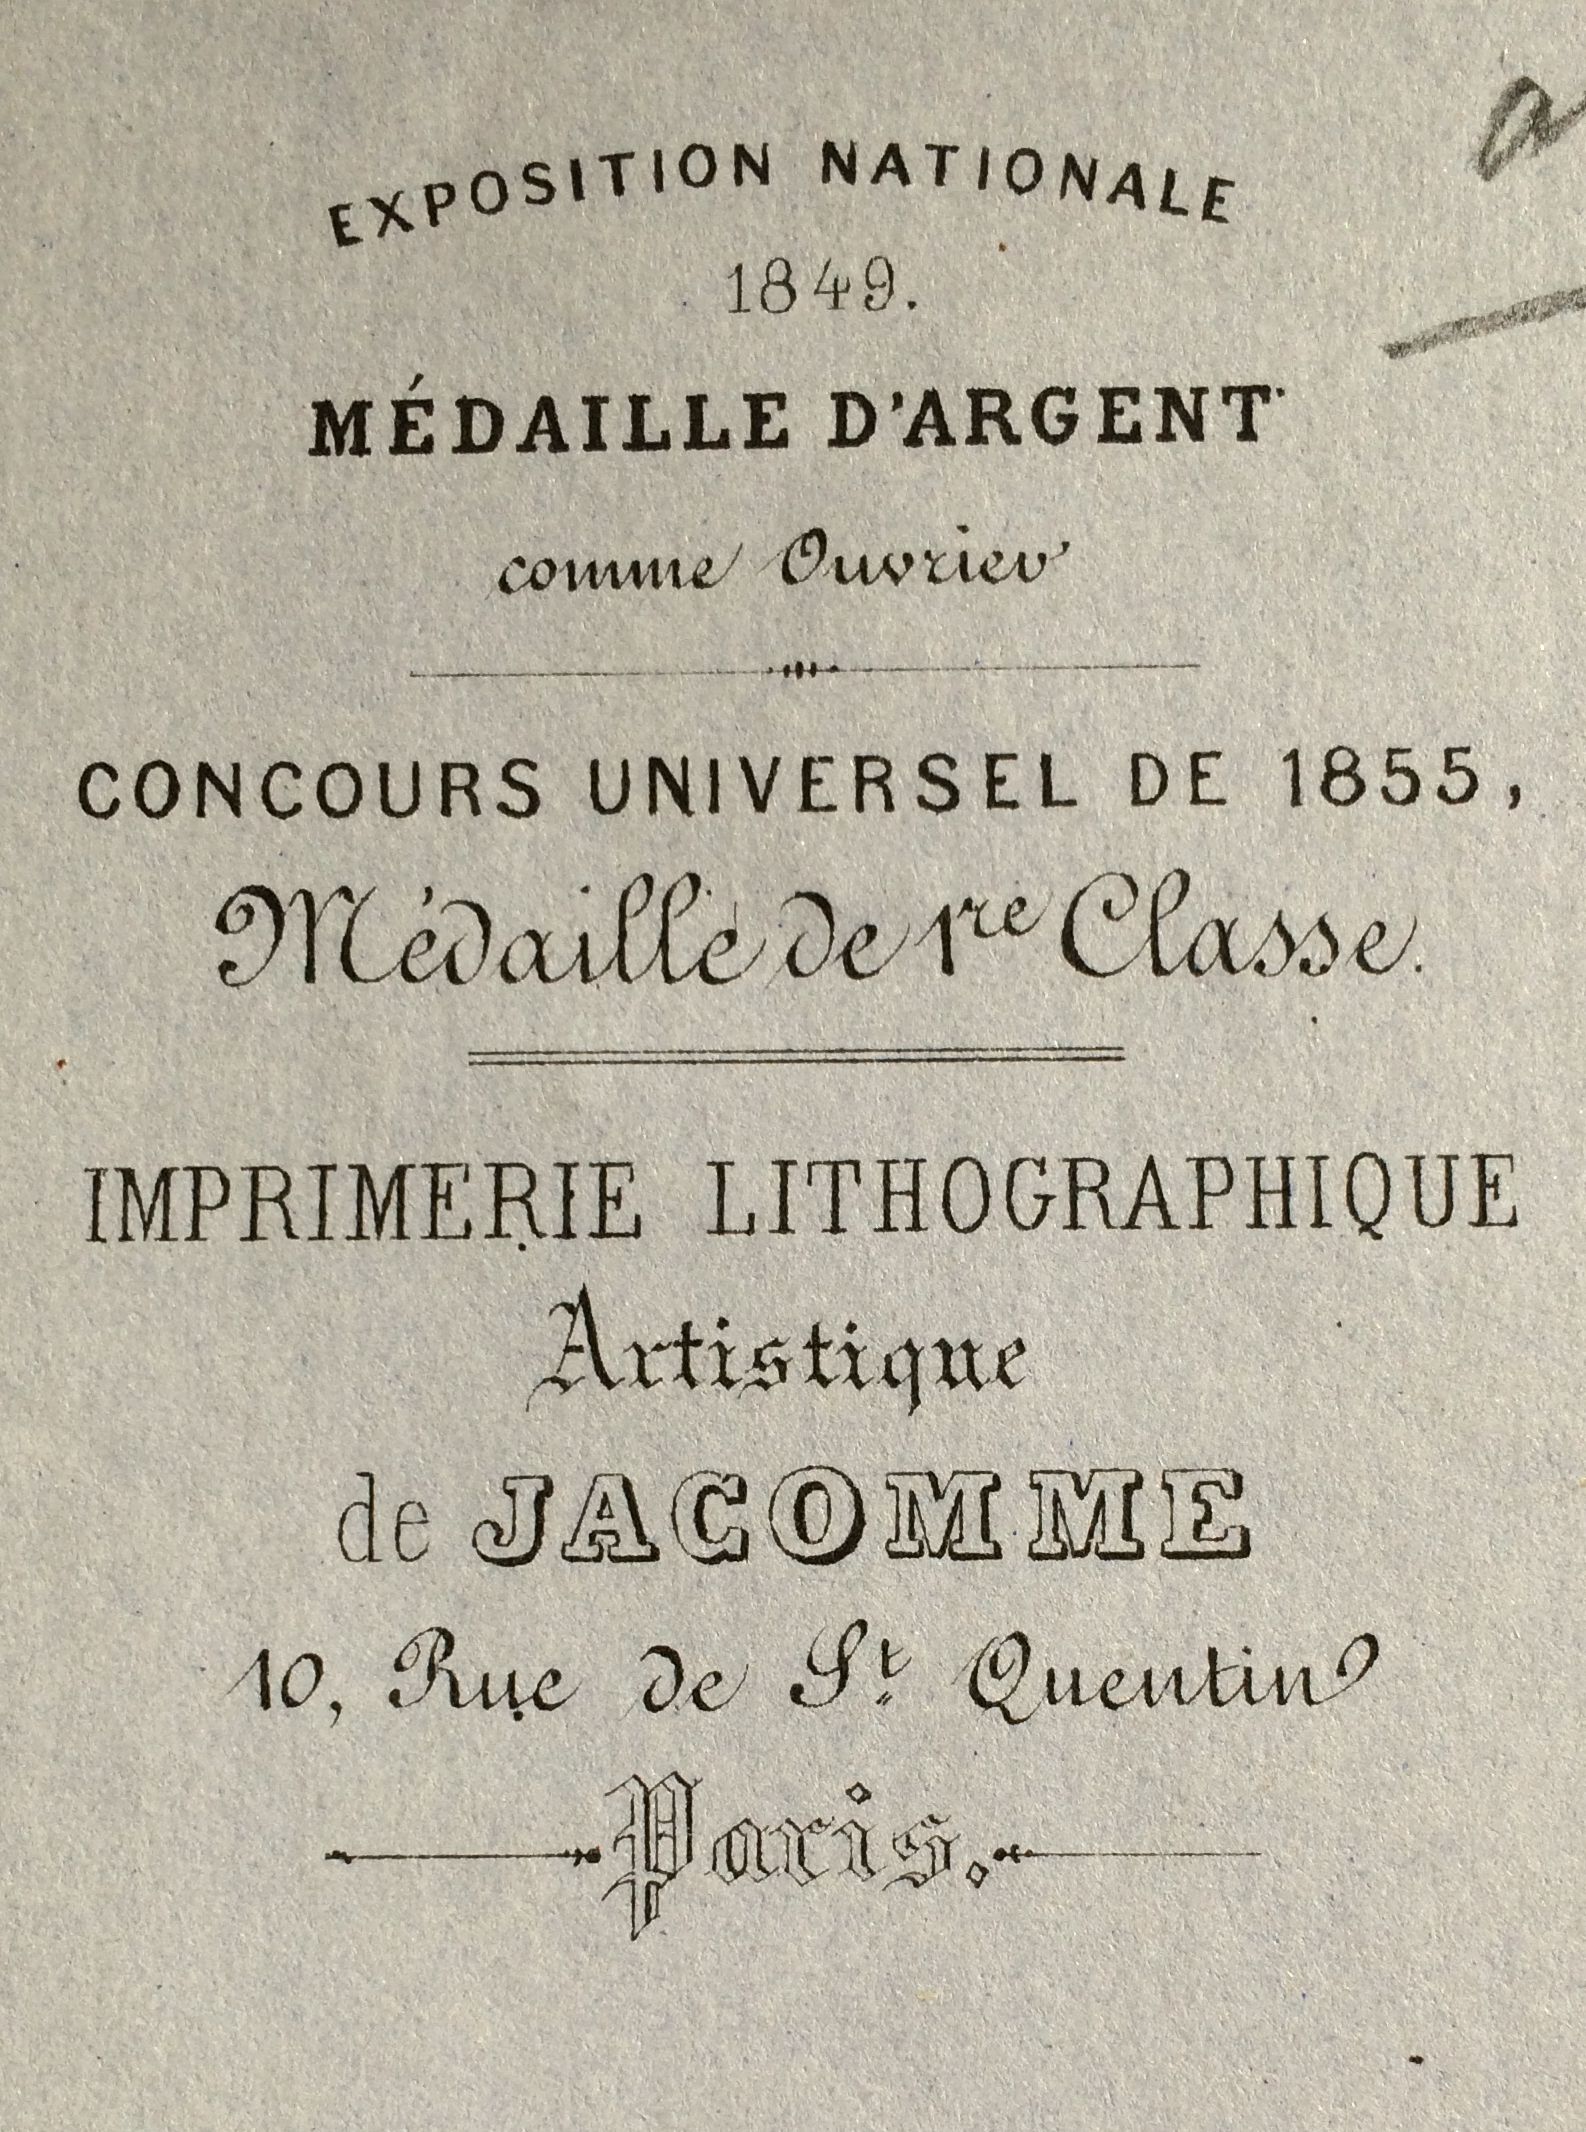 EXPOSITION NATIONALE
1849.
MÉDAILLE D'ARGENT
comme Ouvrier
CONCOURS UNIVERSEL DE 1855,
Médaille de 1re Classe.
IMPRIMERIE LITHOGRAPHIQUE
Artistique
de JACOMME
10, Rue de St. Quentin
Paris.